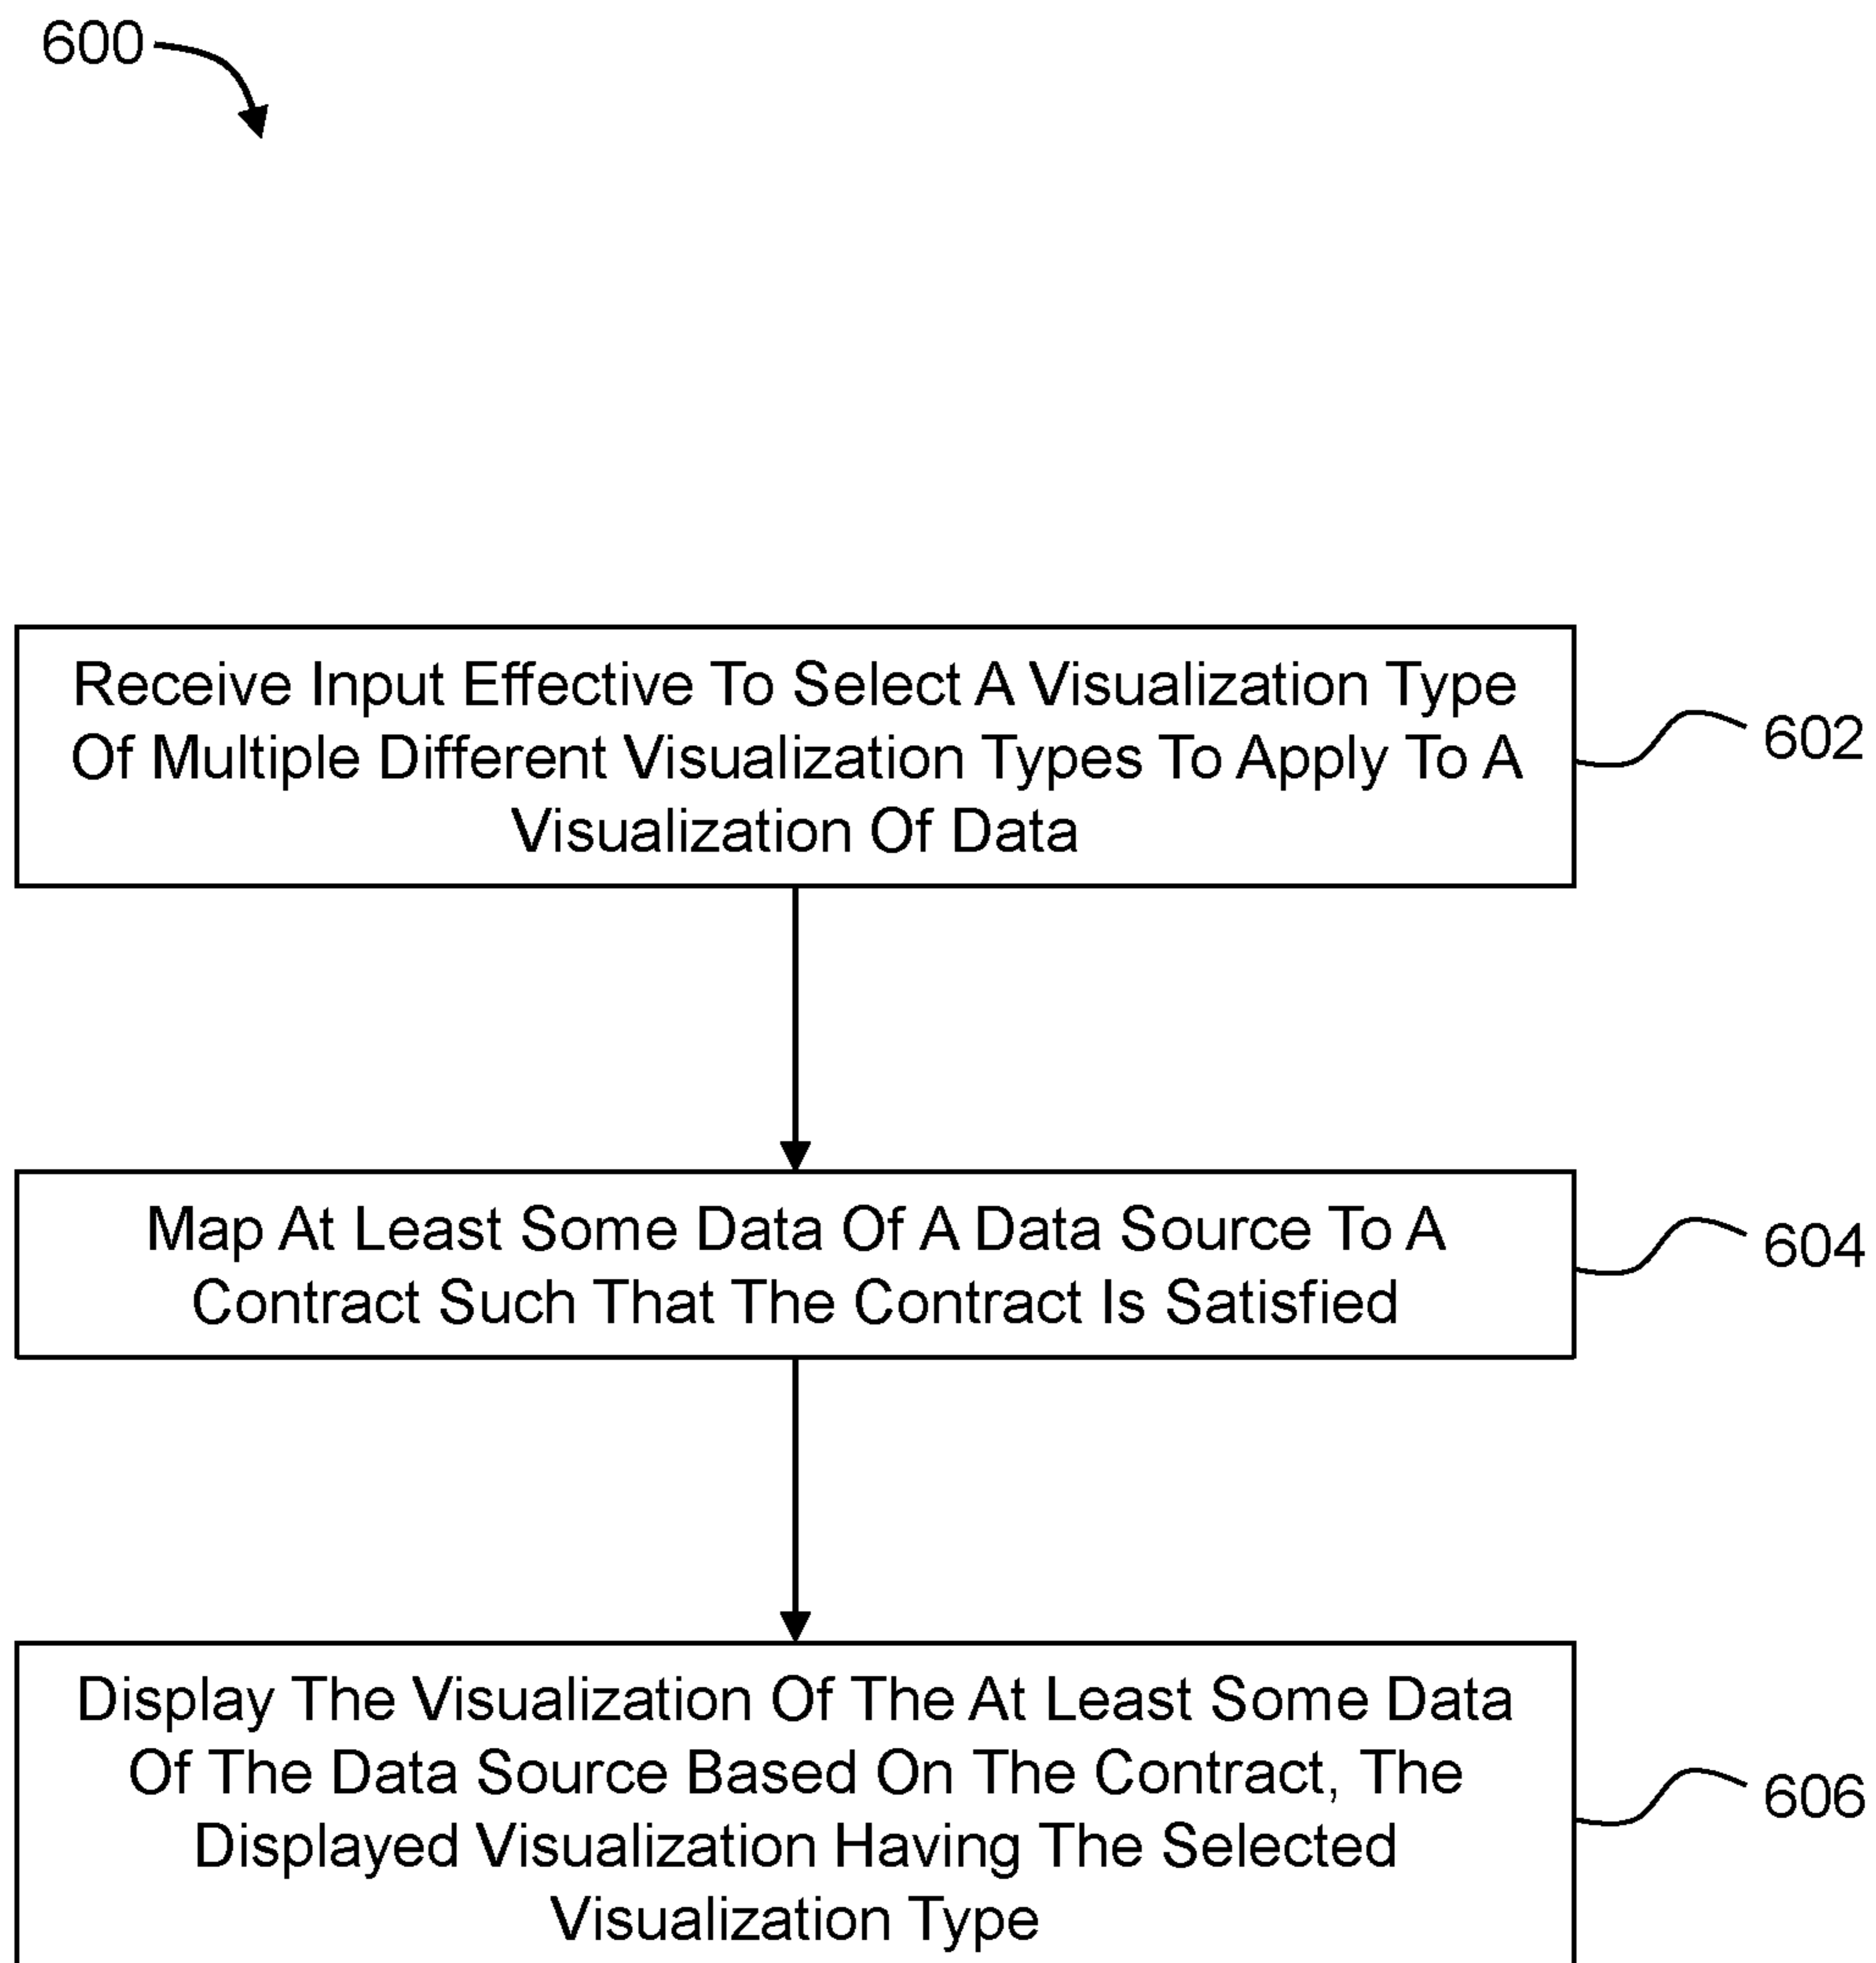 600
Receive Input Effective To Select A Visualization Type
Of Multiple Different Visualization Types To Apply To A
Visualization Of Data
602
Map At Least Some Data Of A Data Source To A
Contract Such That The Contract Is Satisfied
604
Display The Visualization Of The At Least Some Data
Of The Data Source Based On The Contract, The
Displayed Visualization Having The Selected
Visualization Type
606